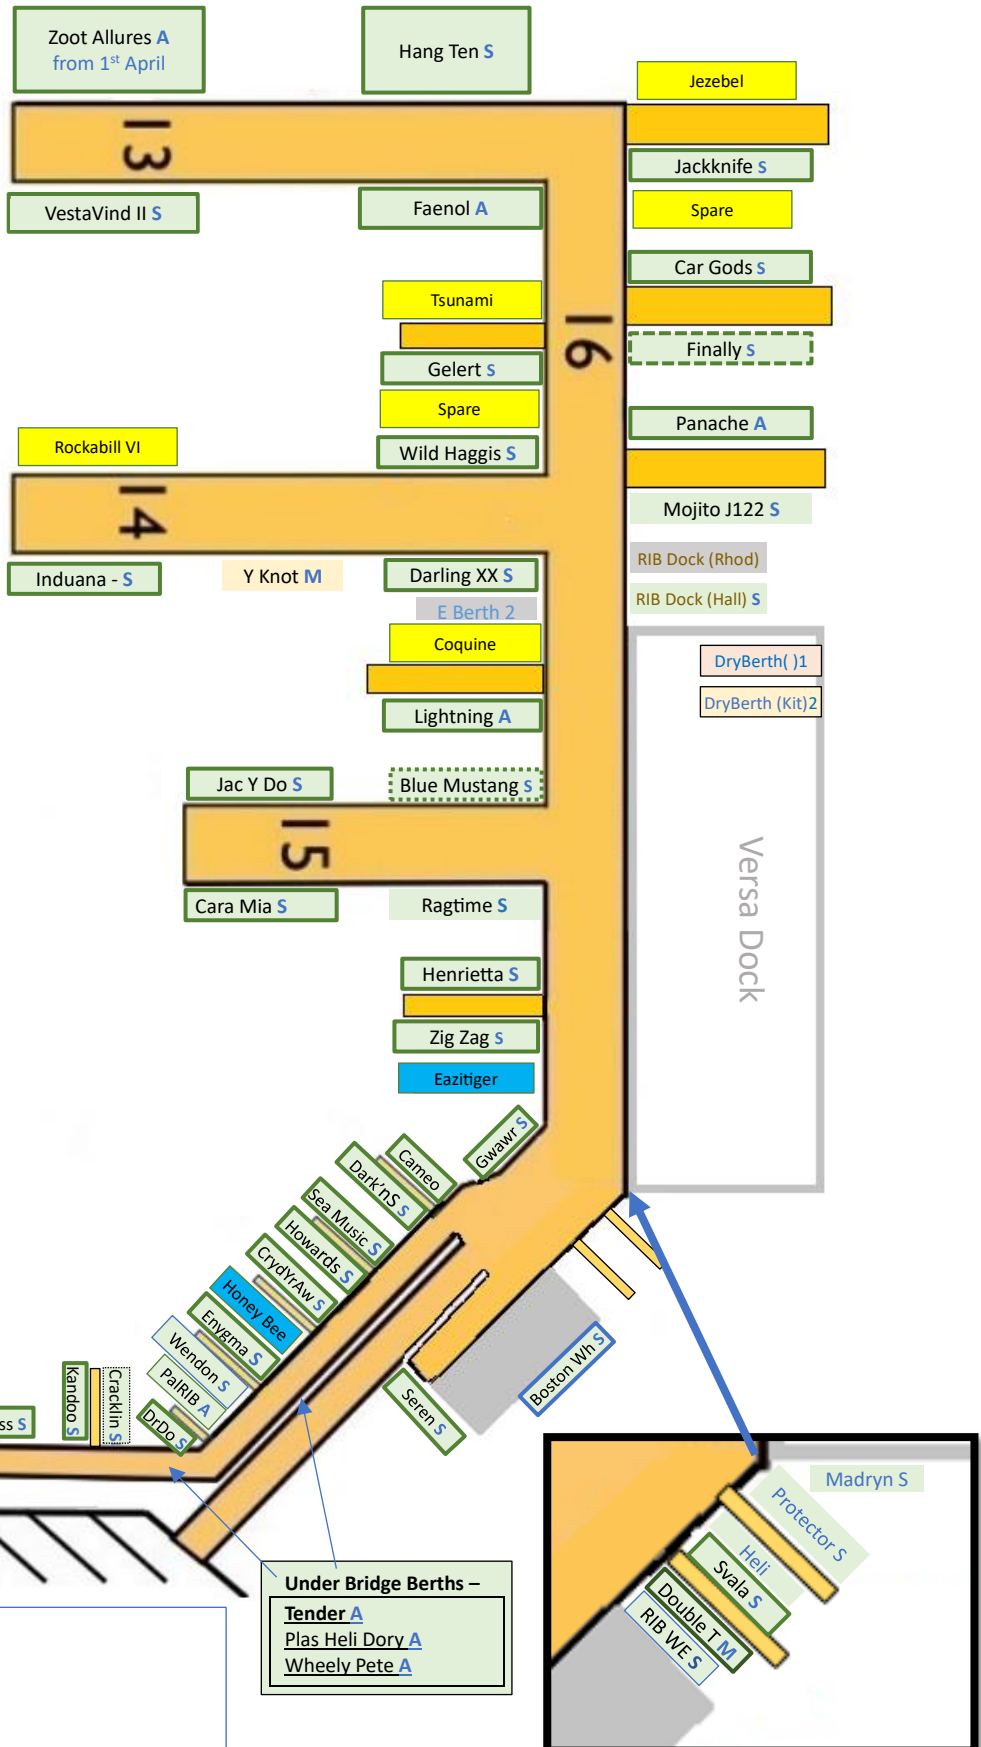 Zoot Allures A
from 1st April
Hang Ten S
Jezebel
13
Jackknife S
VestaVind II S
Faenol A
Spare
Car Gods S
Tsunami
16
Finally S
Gelert S
Spare
Panache A
Rockabill VI
Wild Haggis S
14
Mojito J122 S
RIB Dock (Rhod)
Induana - S
Y Knot M
Darling XX S
RIB Dock (Hall) S
E Berth 2
Coquine
DryBerth( )1
DryBerth (Kit)2
Lightning A
Jac Y Do S
Blue Mustang S
15
Versa Dock
Cara Mia S
Ragtime S
Henrietta S
Zig Zag S
Eazitiger
Gwawr S
Cameo
Dark'nS S
Sea Music S
Howards S
CrydYrAw S
Honey Bee
Enygma S
Wendon S
PalRIB A
DrDo S
Cracklin S
Kandoo S
ss S
Seren S
Boston Wh S
Madryn S
Protector S
Heli
Svala S
Double T M
RIB WE S
Under Bridge Berths –
Tender A
Plas Heli Dory A
Wheely Pete A